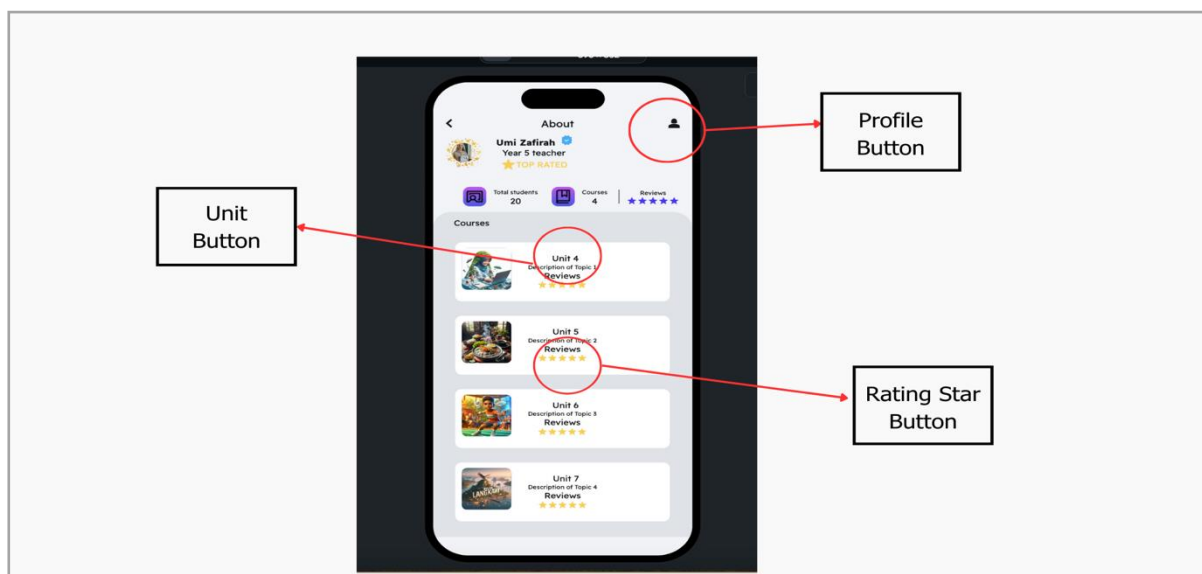 About
Umi Zafirah
Year 5 teacher
TOP RATED
Total students
20
Courses
4
Reviews
Courses
Unit 4
Description of Topic 1
Reviews
Unit 5
Description of Topic 2
Reviews
Unit 6
Description of Topic 3
Reviews
Unit 7
Description of Topic 4
Reviews
LANGKAWI
Profile
Button
Unit
Button
Rating Star
Button